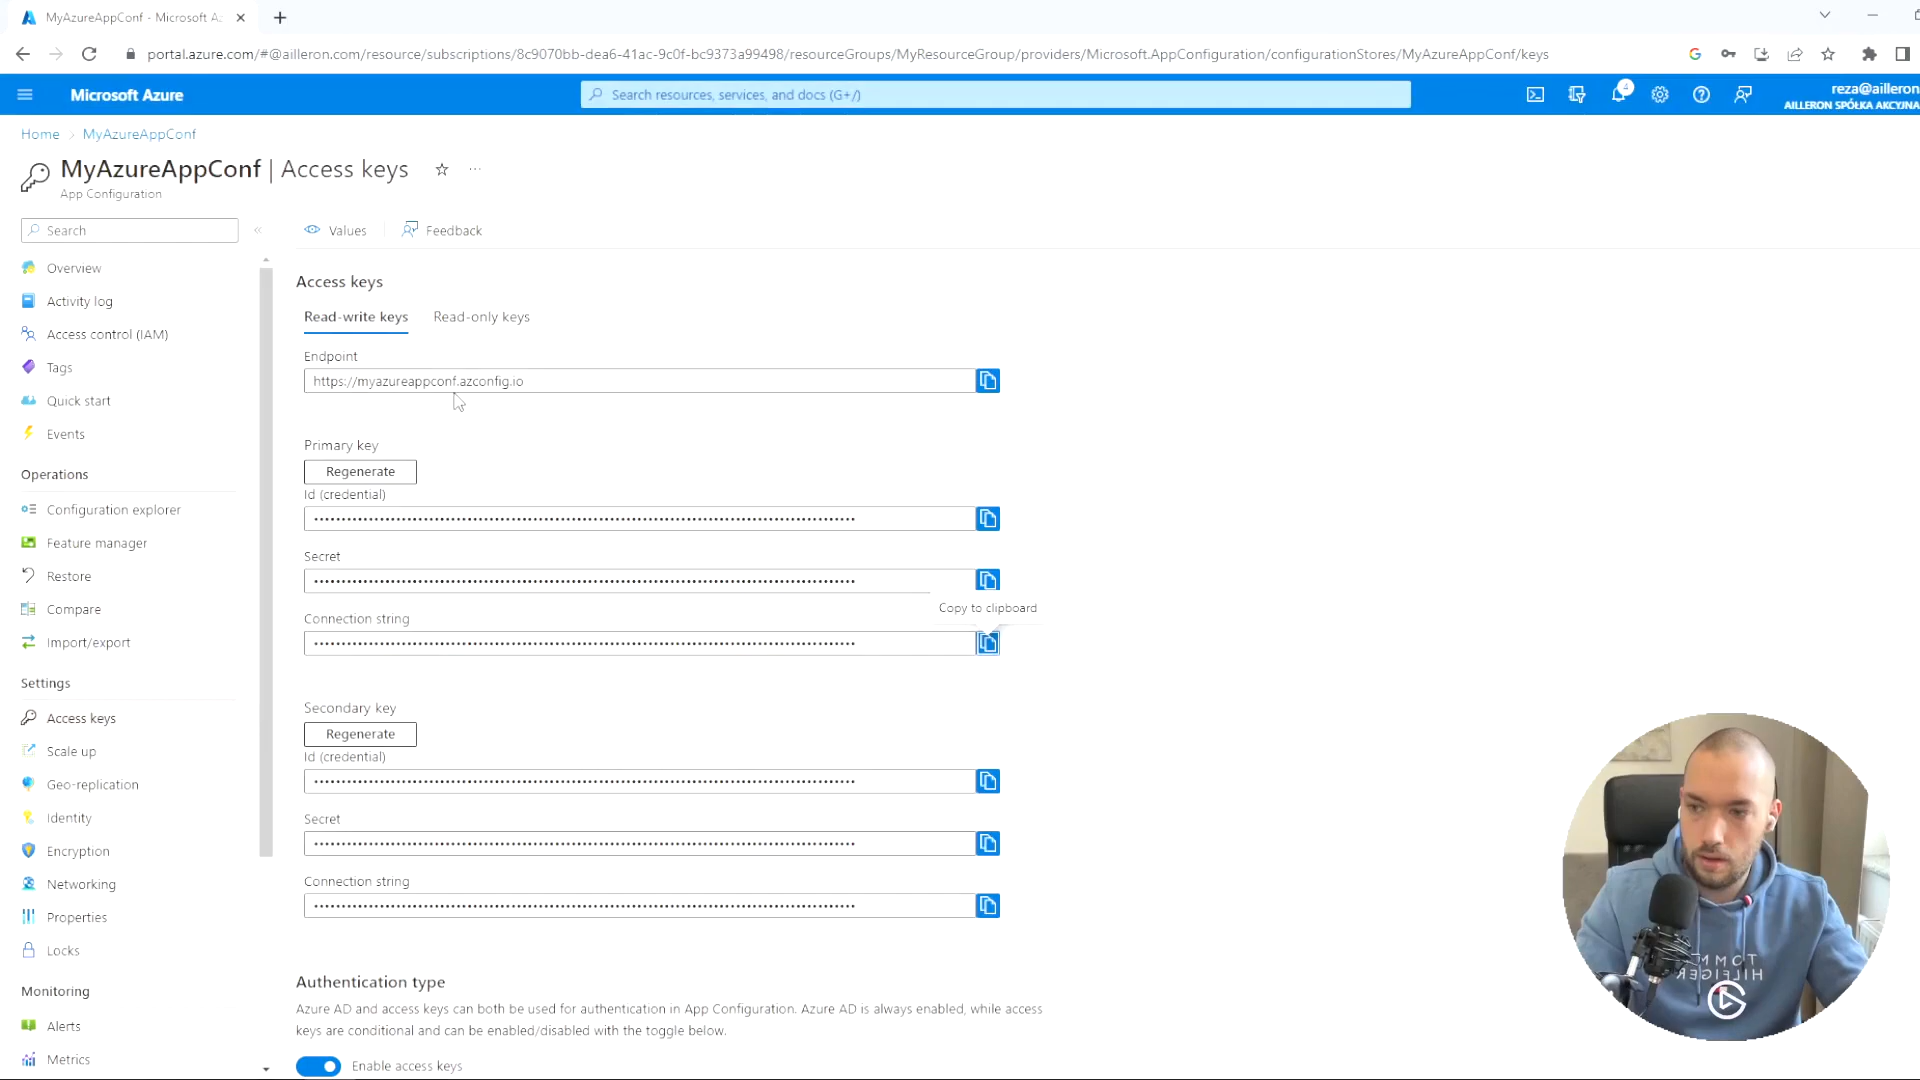 MyAzureAppConf - Microsoft Az
portal.azure.com/#@ailleron.com/resource/subscriptions/8c9070bb-dea6-41ac-9c0f-bc9373a99498/resourceGroups/MyResourceGroup/providers/Microsoft.AppConfiguration/configurationStores/MyAzureAppConf/keys
Microsoft Azure
Search resources, services, and docs (G+/)
4
reza@ailleron
AILLERON SPÓŁKA AKCYJNA
Home > MyAzureAppConf
MyAzureAppConf | Access keys
App Configuration
Search
Values
Feedback
Overview
Activity log
Access control (IAM)
Tags
Quick start
Events
Operations
Configuration explorer
Feature manager
Restore
Compare
Import/export
Settings
Access keys
Scale up
Geo-replication
Identity
Encryption
Networking
Properties
Locks
Monitoring
Alerts
Metrics
Access keys
Read-write keys
Read-only keys
Endpoint
https://myazureappconf.azconfig.io
Primary key
Regenerate
Id (credential)
Secret
Copy to clipboard
Connection string
Secondary key
Regenerate
Id (credential)
Secret
Connection string
Authentication type
Azure AD and access keys can both be used for authentication in App Configuration. Azure AD is always enabled, while access
keys are conditional and can be enabled/disabled with the toggle below.
Enable access keys
TOMMY
HILFIGER